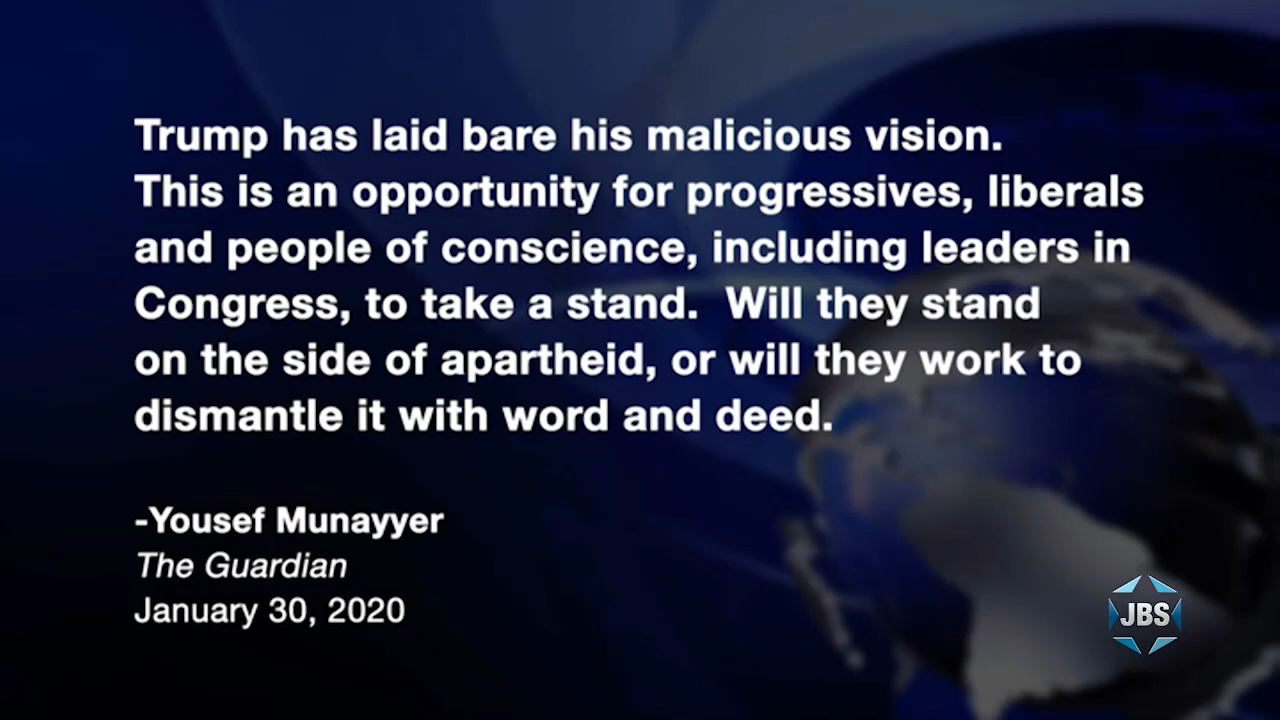 Trump has laid bare his malicious vision.
This is an opportunity for progressives, liberals
and people of conscience, including leaders in
Congress, to take a stand.  Will they stand
on the side of apartheid, or will they work to
dismantle it with word and deed.
-Yousef Munayyer
The Guardian
January 30, 2020
JBS